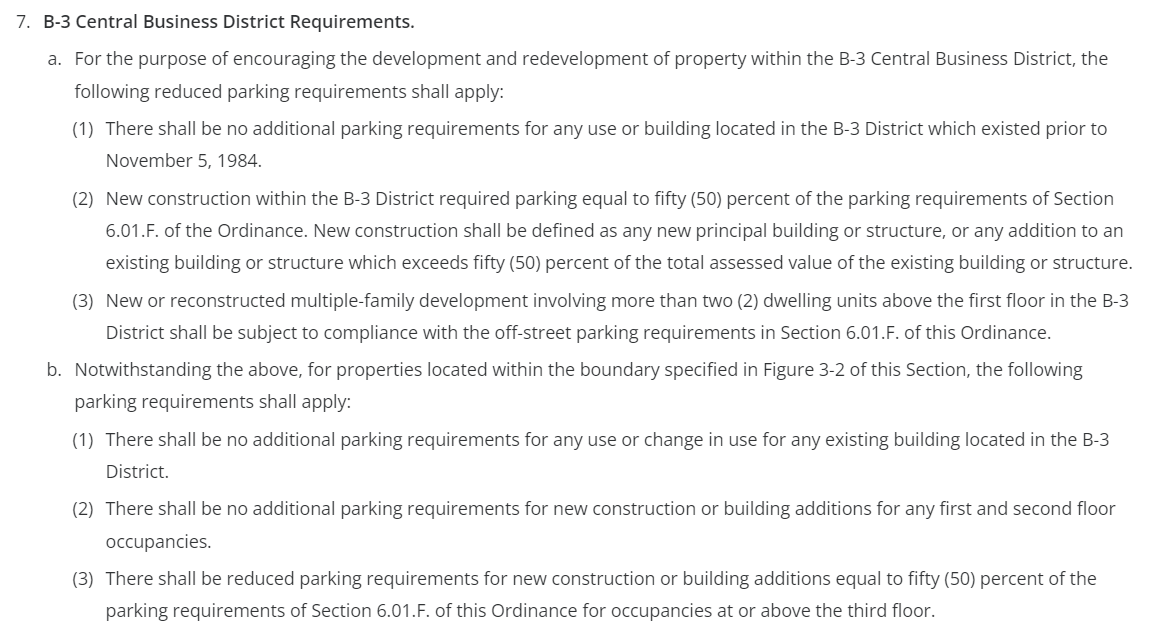 7. B-3 Central Business District Requirements.
a. For the purpose of encouraging the development and redevelopment of property within the B-3 Central Business District, the
following reduced parking requirements shall apply:
(1) There shall be no additional parking requirements for any use or building located in the B-3 District which existed prior to
November 5, 1984.
(2) New construction within the B-3 District required parking equal to fifty (50) percent of the parking requirements of Section
6.01.F. of the Ordinance. New construction shall be defined as any new principal building or structure, or any addition to an
existing building or structure which exceeds fifty (50) percent of the total assessed value of the existing building or structure.
(3) New or reconstructed multiple-family development involving more than two (2) dwelling units above the first floor in the B-3
District shall be subject to compliance with the off-street parking requirements in Section 6.01.F. of this Ordinance.
b. Notwithstanding the above, for properties located within the boundary specified in Figure 3-2 of this Section, the following
parking requirements shall apply:
(1) There shall be no additional parking requirements for any use or change in use for any existing building located in the B-3
District.
(2) There shall be no additional parking requirements for new construction or building additions for any first and second floor
occupancies.
(3) There shall be reduced parking requirements for new construction or building additions equal to fifty (50) percent of the
parking requirements of Section 6.01.F. of this Ordinance for occupancies at or above the third floor.